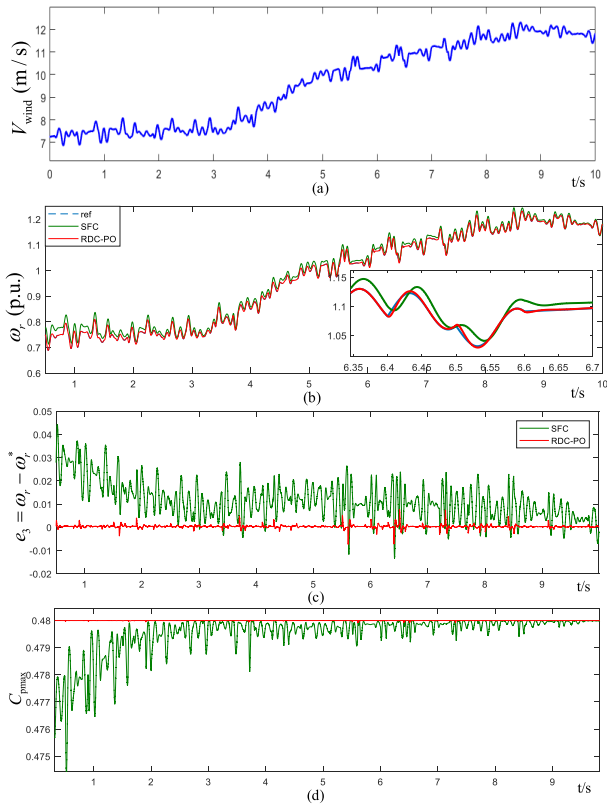 12
11
10
9
8
7
V_wind (m / s)
0 1 2 3 4 5 6 7 8 9 10
t/s
(a)
ref
SFC
RDC-PO
1.2
1.1
1
0.9
0.8
0.7
0.6
ω_r (p.u.)
1.15
1.1
1.05
6.35 6.4 6.45 6.5 6.55 6.6 6.7
1 2 3 4 5 6 7 8 9 10
t/s
(b)
0.05
0.04
0.03
0.02
0.01
0
-0.01
-0.02
e_3 = ω_r − ω_r^*
SFC
RDC-PO
1 2 3 4 5 6 7 8 9
t/s
(c)
0.48
0.479
0.478
0.477
0.476
0.475
C_pmax
SFC
RDC-PO
1 2 3 4 5 6 7 8 9
t/s
(d)